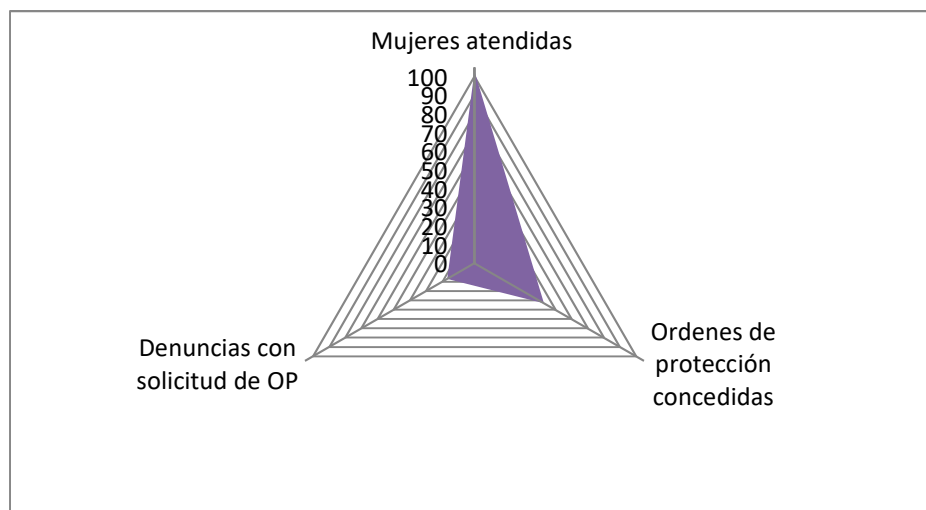 Mujeres atendidas
100
90
80
70
60
50
40
30
20
10
0
Denuncias con
solicitud de OP
Ordenes de
protección
concedidas